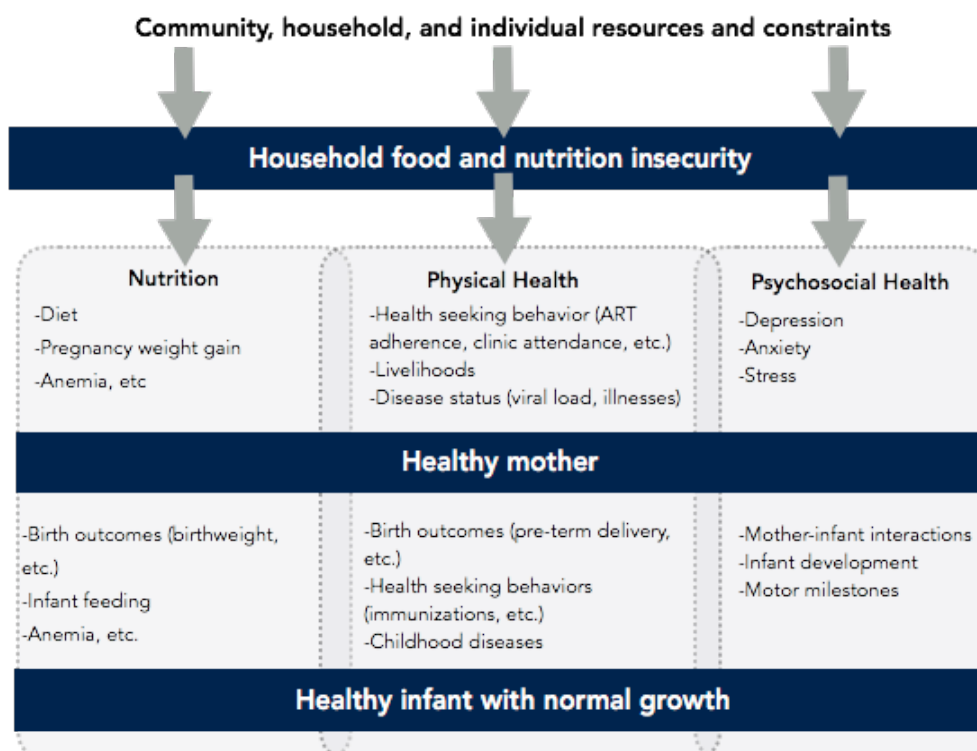 Community, household, and individual resources and constraints
Household food and nutrition insecurity
Nutrition
-Diet
-Pregnancy weight gain
-Anemia, etc
Physical Health
-Health seeking behavior (ART
adherence, clinic attendance, etc.)
-Livelihoods
-Disease status (viral load, illnesses)
Psychosocial Health
-Depression
-Anxiety
-Stress
Healthy mother
-Birth outcomes (birthweight,
etc.)
-Infant feeding
-Anemia, etc.
-Birth outcomes (pre-term delivery,
etc.)
-Health seeking behaviors
(immunizations, etc.)
-Childhood diseases
-Mother-infant interactions
-Infant development
-Motor milestones
Healthy infant with normal growth